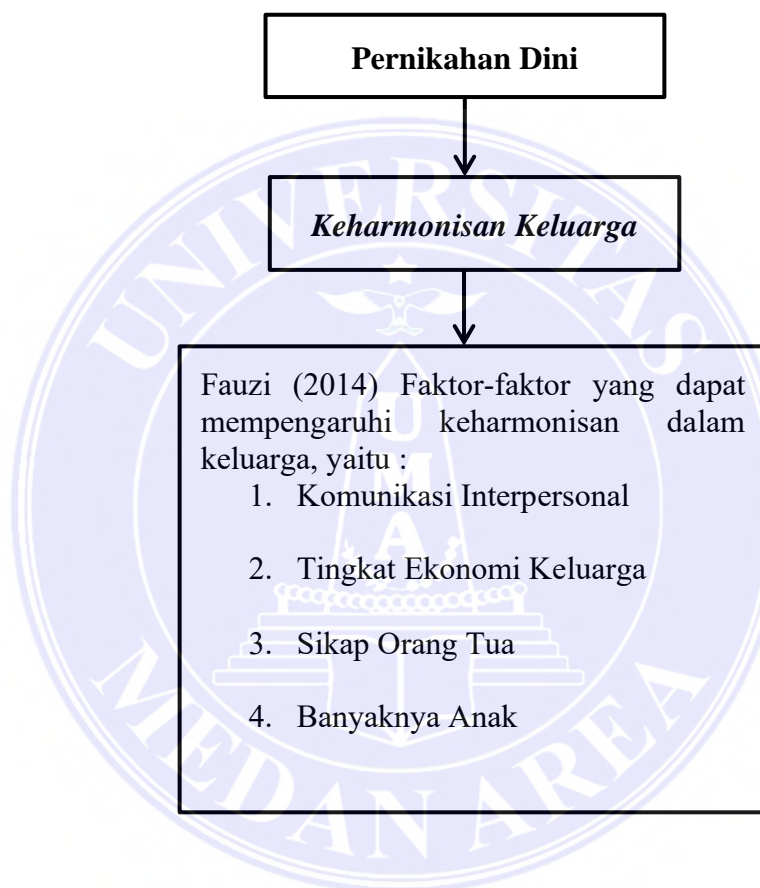 Pernikahan Dini
Keharmonisan Keluarga
Fauzi (2014) Faktor-faktor yang dapat
mempengaruhi keharmonisan dalam
keluarga, yaitu :
1. Komunikasi Interpersonal
2. Tingkat Ekonomi Keluarga
3. Sikap Orang Tua
4. Banyaknya Anak
UNIVERSITAS
UMA
MEDAN AREA